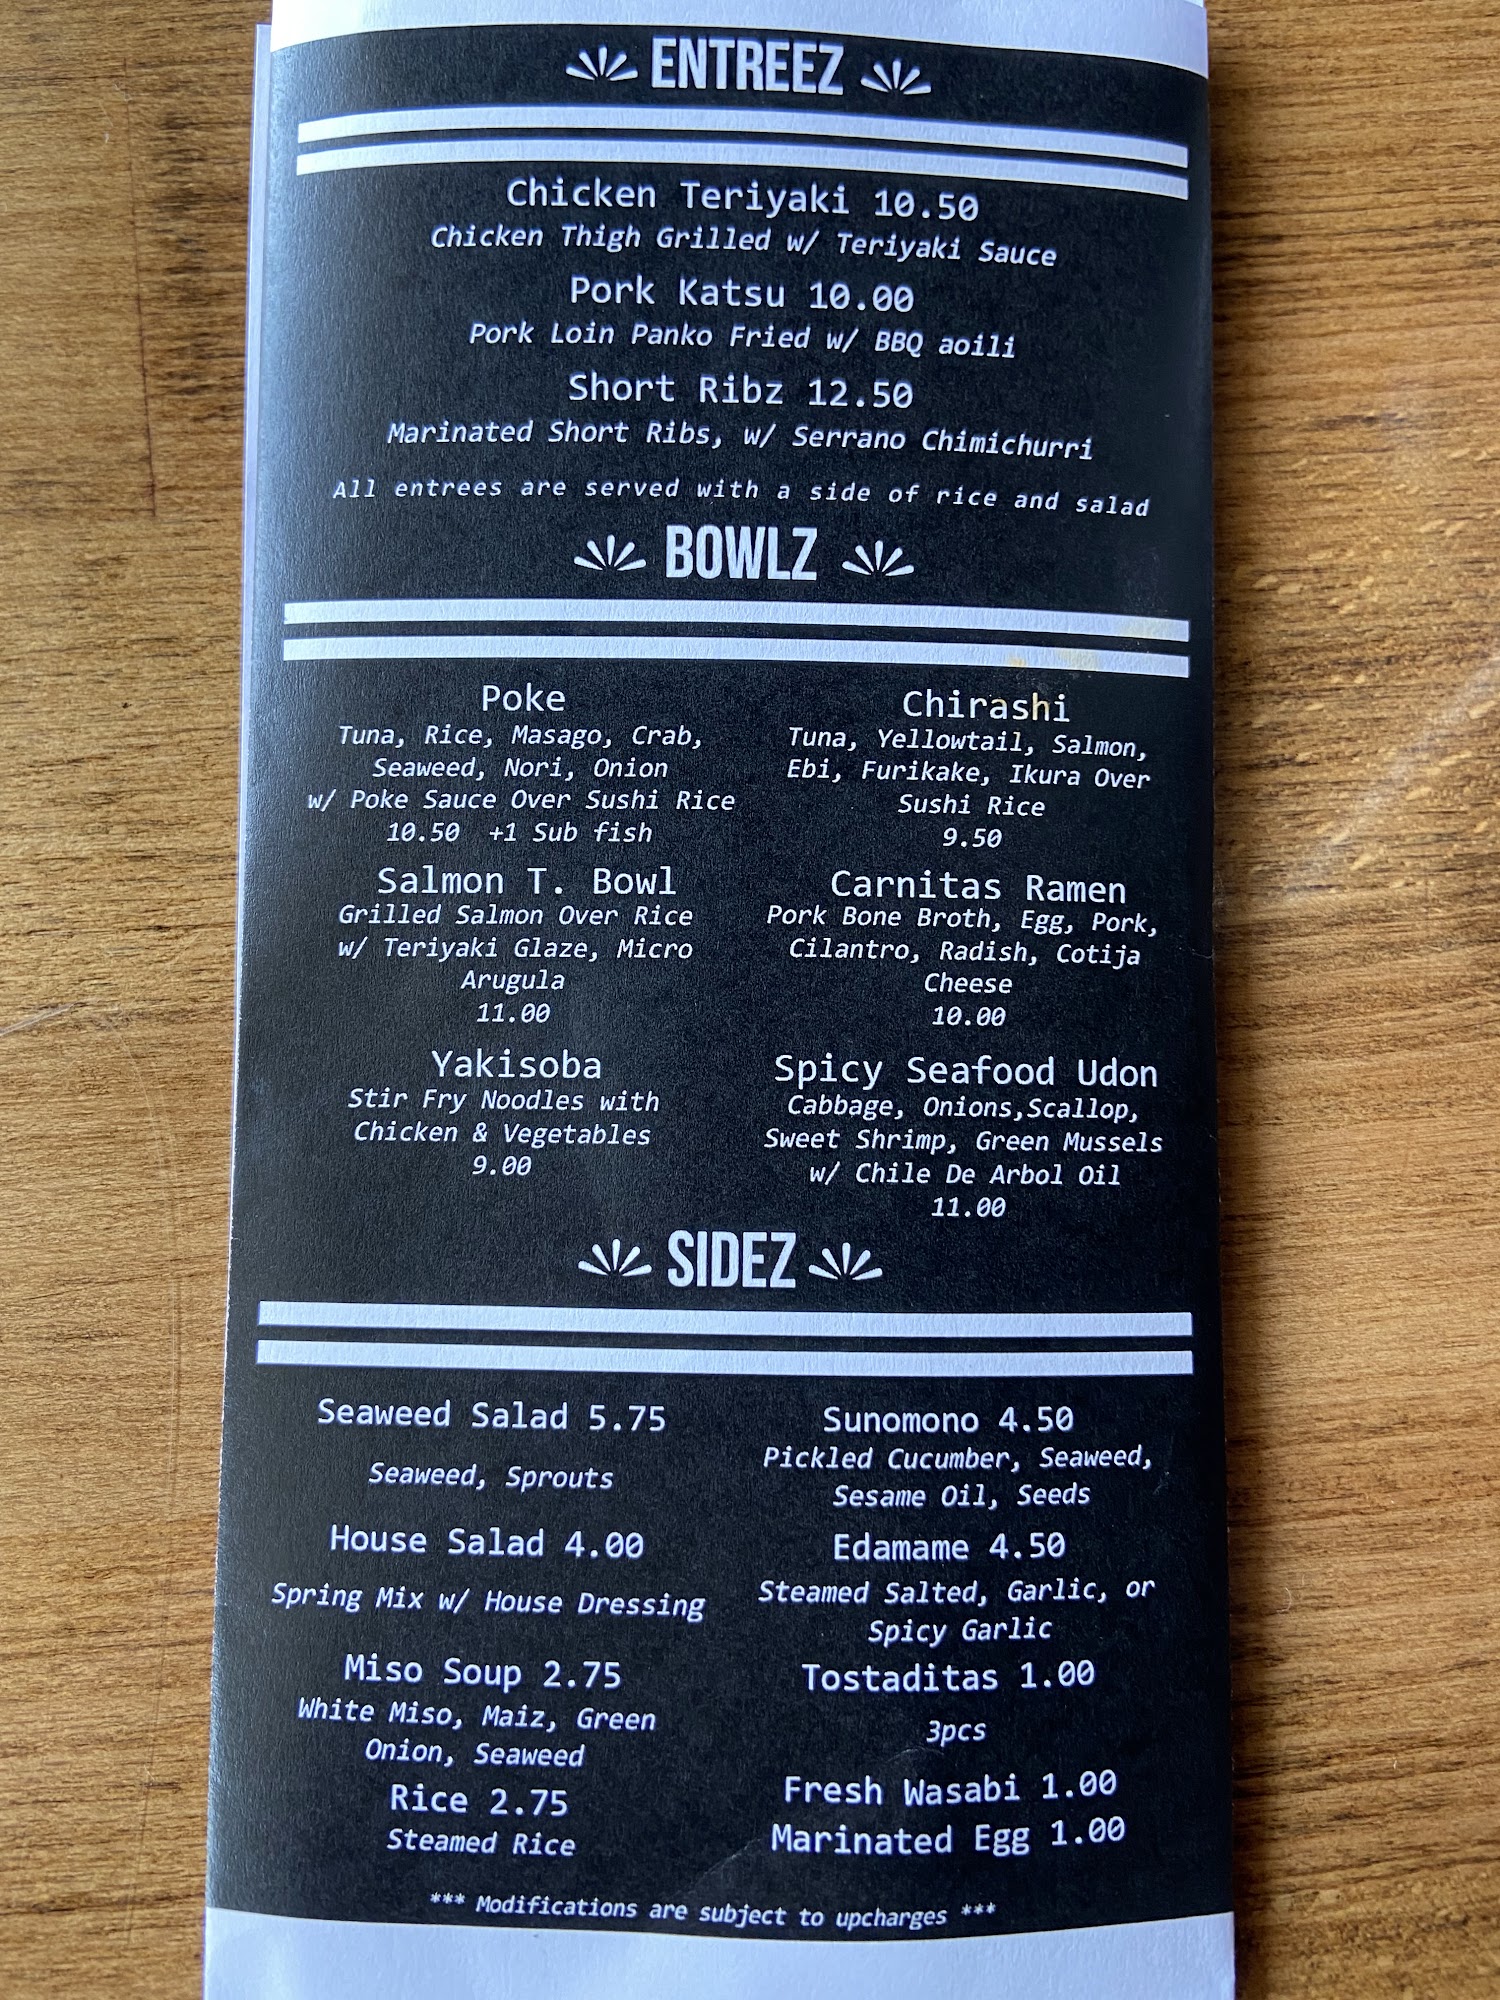 ENTREEZ
Chicken Teriyaki 10.50
Chicken Thigh Grilled w/ Teriyaki Sauce
Pork Katsu 10.00
Pork Loin Panko Fried w/ BBQ aoili
Short Ribz 12.50
Marinated Short Ribs, w/ Serrano Chimichurri
All entrees are served with a side of rice and salad
BOWLZ
Poke
Tuna, Rice, Masago, Crab,
Seaweed, Nori, Onion
w/ Poke Sauce Over Sushi Rice
10.50 +1 Sub fish
Chirashi
Tuna, Yellowtail, Salmon,
Ebi, Furikake, Ikura Over
Sushi Rice
9.50
Salmon T. Bowl
Grilled Salmon Over Rice
w/ Teriyaki Glaze, Micro
Arugula
11.00
Carnitas Ramen
Pork Bone Broth, Egg, Pork,
Cilantro, Radish, Cotija
Cheese
10.00
Yakisoba
Stir Fry Noodles with
Chicken & Vegetables
9.00
Spicy Seafood Udon
Cabbage, Onions,Scallop,
Sweet Shrimp, Green Mussels
w/ Chile De Arbol Oil
11.00
SIDEZ
Seaweed Salad 5.75
Seaweed, Sprouts
Sunomono 4.50
Pickled Cucumber, Seaweed,
Sesame Oil, Seeds
House Salad 4.00
Spring Mix w/ House Dressing
Edamame 4.50
Steamed Salted, Garlic, or
Spicy Garlic
Miso Soup 2.75
White Miso, Maiz, Green
Onion, Seaweed
Tostaditas 1.00
3pcs
Rice 2.75
Steamed Rice
Fresh Wasabi 1.00
Marinated Egg 1.00
*** Modifications are subject to upcharges ***